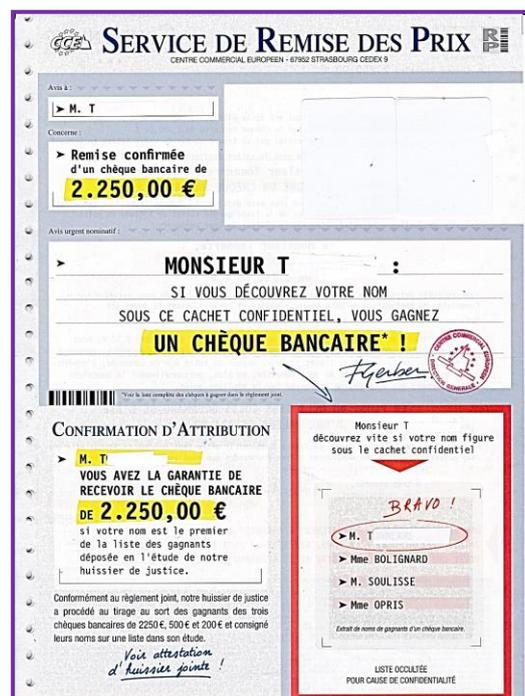 CCE SERVICE DE REMISE DES PRIX RP
CENTRE COMMERCIAL EUROPEEN - 67952 STRASBOURG CEDEX 9
Avis à :
➤ M. T
Concerne :
➤ Remise confirmée
d'un chèque bancaire de
2.250,00 €
Avis urgent nominatif :
➤ MONSIEUR T :
SI VOUS DÉCOUVREZ VOTRE NOM
SOUS CE CACHET CONFIDENTIEL, VOUS GAGNEZ
UN CHÈQUE BANCAIRE* !
FGerber
CENTRE COMMERCIAL EUROPEEN
DIRECTION GENERALE
*Voir la liste complète des chèques à gagner dans le règlement joint.
CONFIRMATION D'ATTRIBUTION
➤ M. T
VOUS AVEZ LA GARANTIE DE
RECEVOIR LE CHÈQUE BANCAIRE
DE 2.250,00 €
si votre nom est le premier
de la liste des gagnants
déposée en l'étude de notre
huissier de justice.
Conformément au règlement joint, notre huissier de justice
a procédé au tirage au sort des gagnants des trois
chèques bancaires de 2250 €, 500 € et 200 € et consigné
leurs noms sur une liste dans son étude.
Voir attestation
d'huissier jointe !
Monsieur T
découvrez vite si votre nom figure
sous le cachet confidentiel
BRAVO !
➤ M. T
➤ Mme BOLIGNARD
➤ M. SOULISSE
➤ Mme OPRIS
Extrait de noms de gagnants d'un chèque bancaire.
LISTE OCCULTÉE
POUR CAUSE DE CONFIDENTIALITÉ